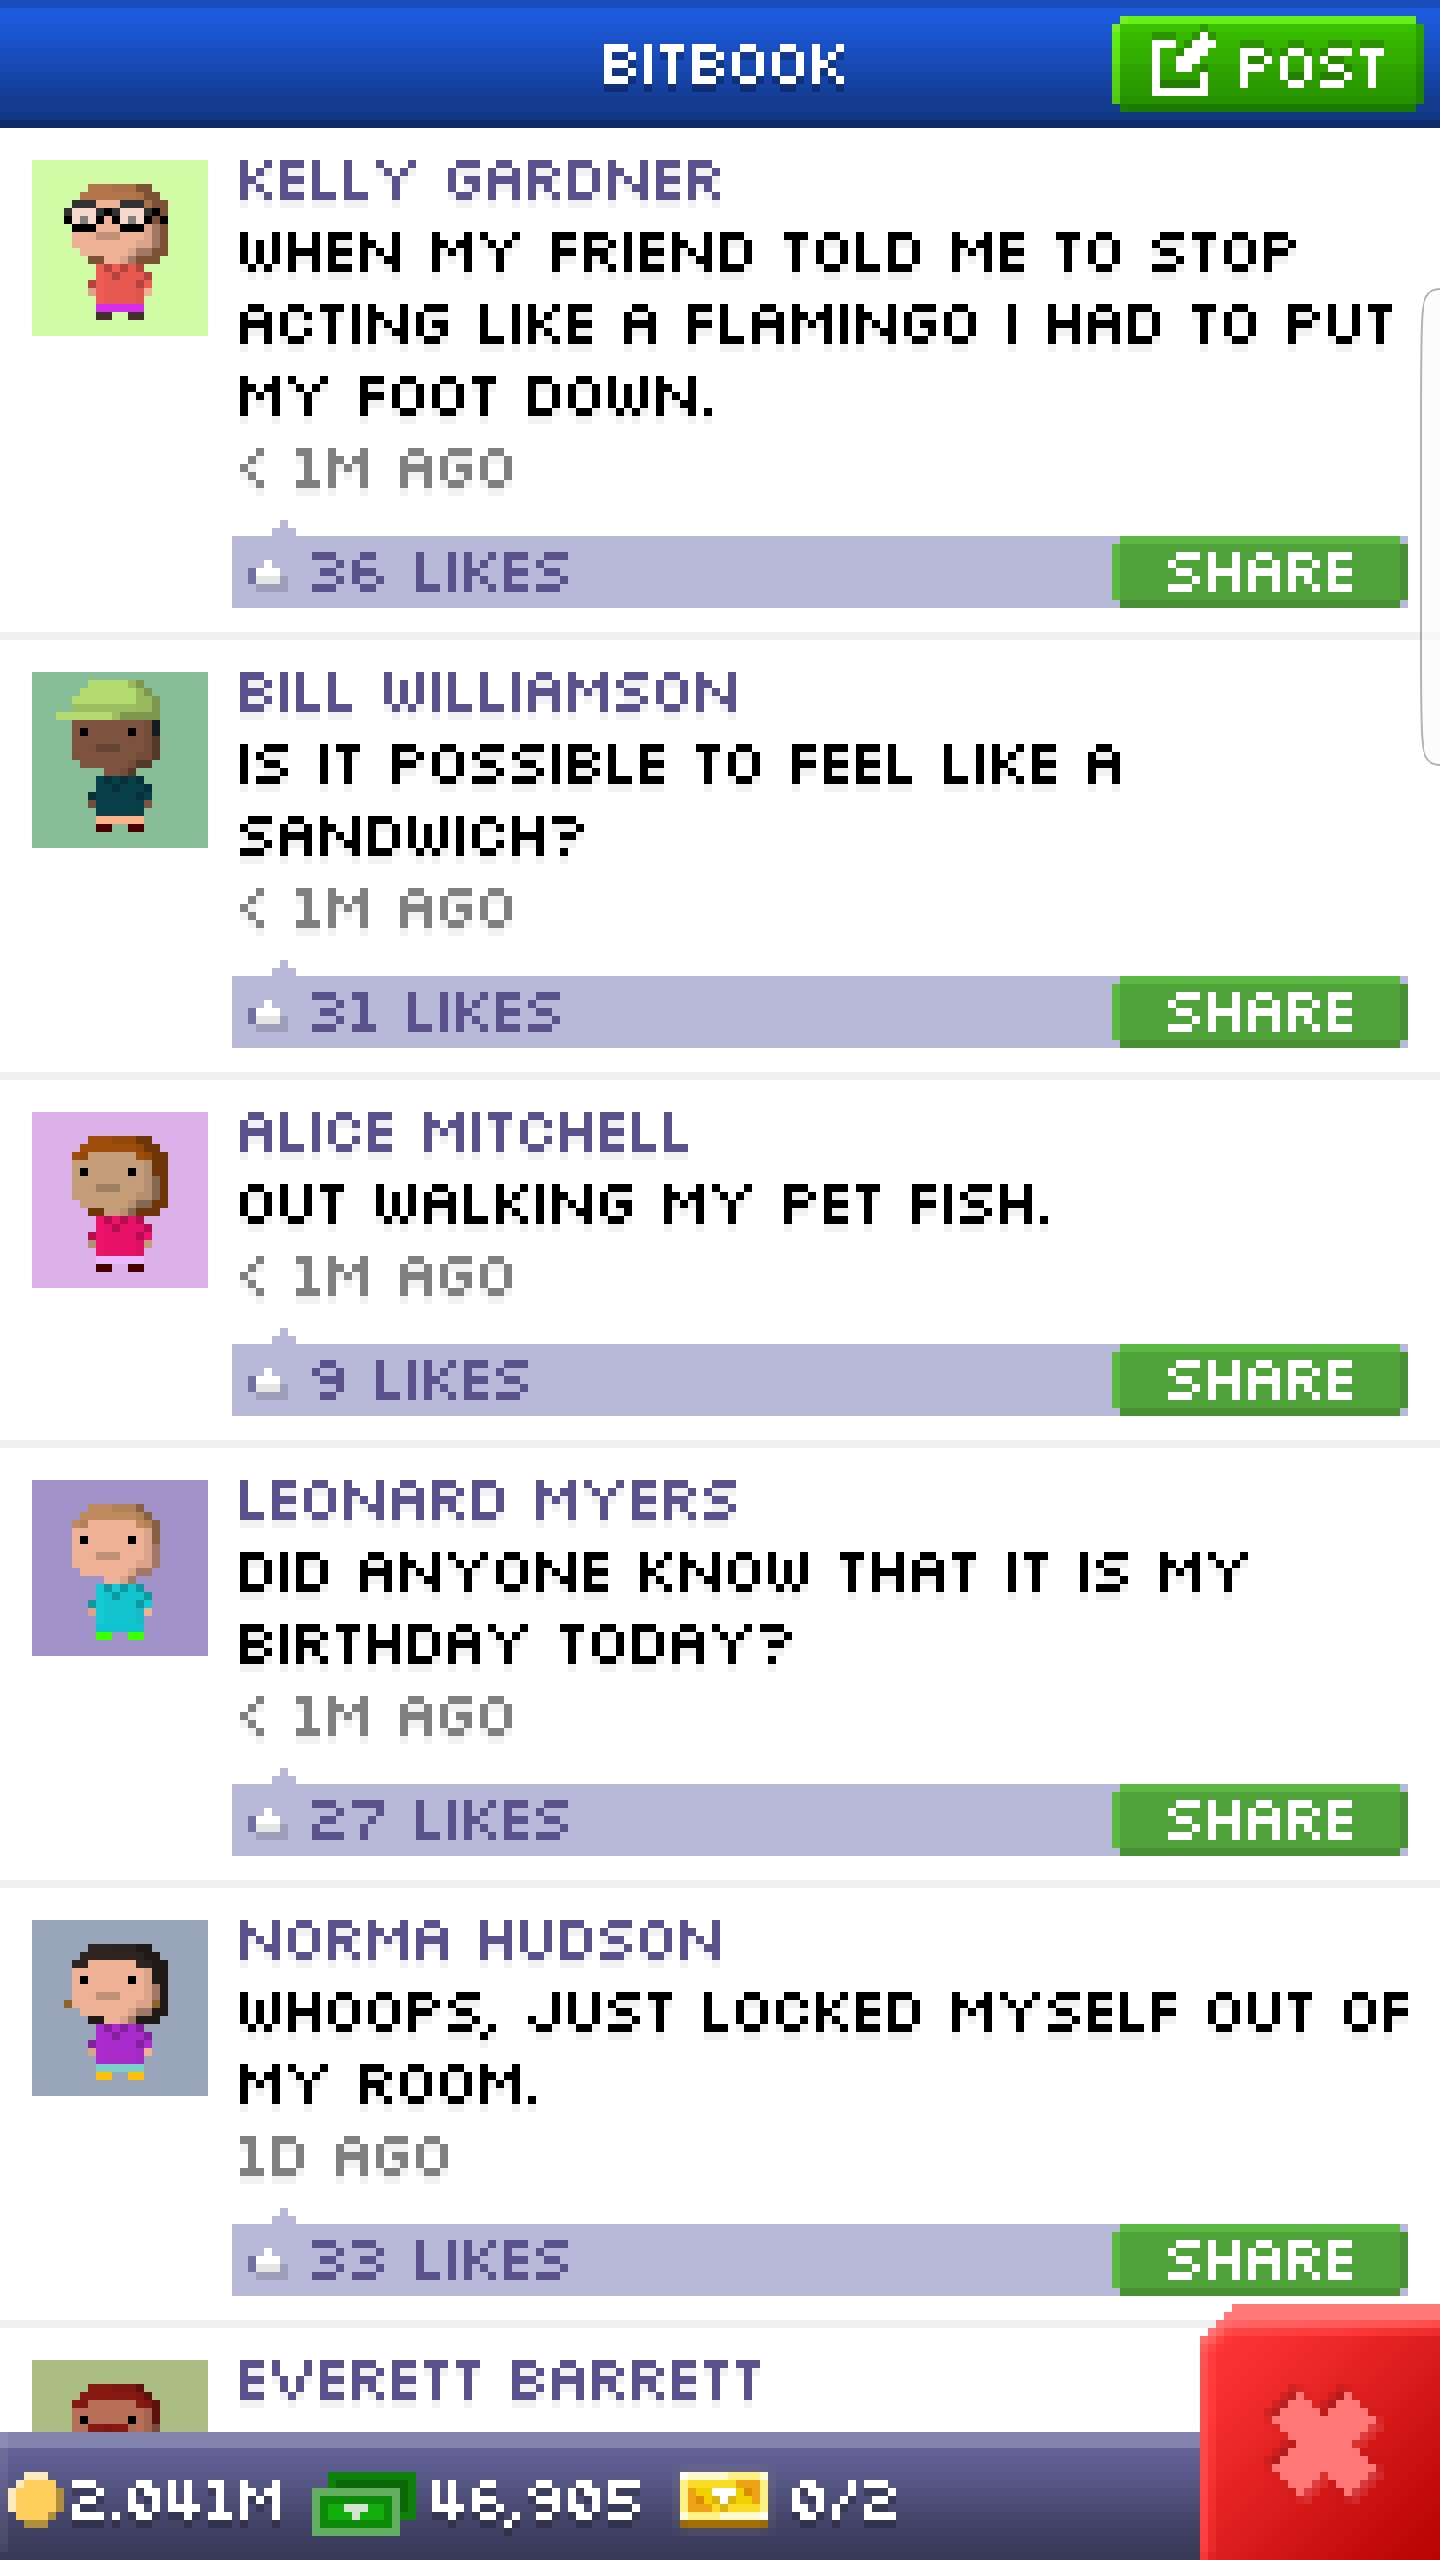 BITBOOK
POST
KELLY GARDNER
WHEN MY FRIEND TOLD ME TO STOP
ACTING LIKE A FLAMINGO I HAD TO PUT
MY FOOT DOWN.
< 1M AGO
36 LIKES
SHARE
BILL WILLIAMSON
IS IT POSSIBLE TO FEEL LIKE A
SANDWICH?
< 1M AGO
31 LIKES
SHARE
ALICE MITCHELL
OUT WALKING MY PET FISH.
< 1M AGO
9 LIKES
SHARE
LEONARD MYERS
DID ANYONE KNOW THAT IT IS MY
BIRTHDAY TODAY?
< 1M AGO
27 LIKES
SHARE
NORMA HUDSON
WHOOPS, JUST LOCKED MYSELF OUT OF
MY ROOM.
1D AGO
33 LIKES
SHARE
EVERETT BARRETT
2.041M 46,905 0/2